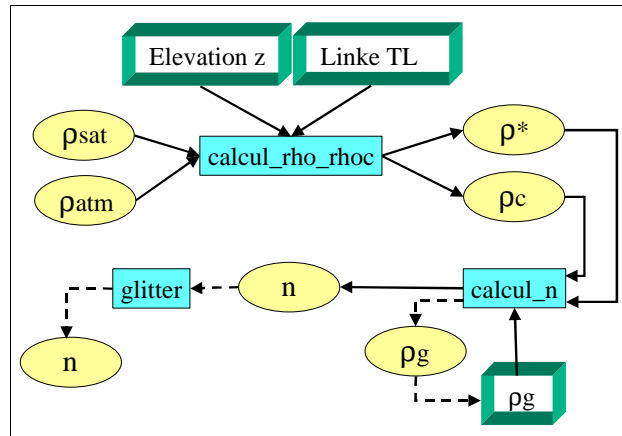 Elevation z
Linke TL
ρsat
calcul_rho_rhoc
ρ*
ρatm
ρc
glitter
n
calcul_n
n
ρg
ρg